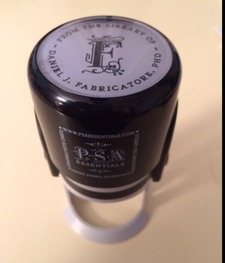 FROM THE LIBRARY OF
F
DANIEL J. FABRICATORE, PHD
WWW.PSAESSENTIALS.COM
PSA
ESSENTIALS